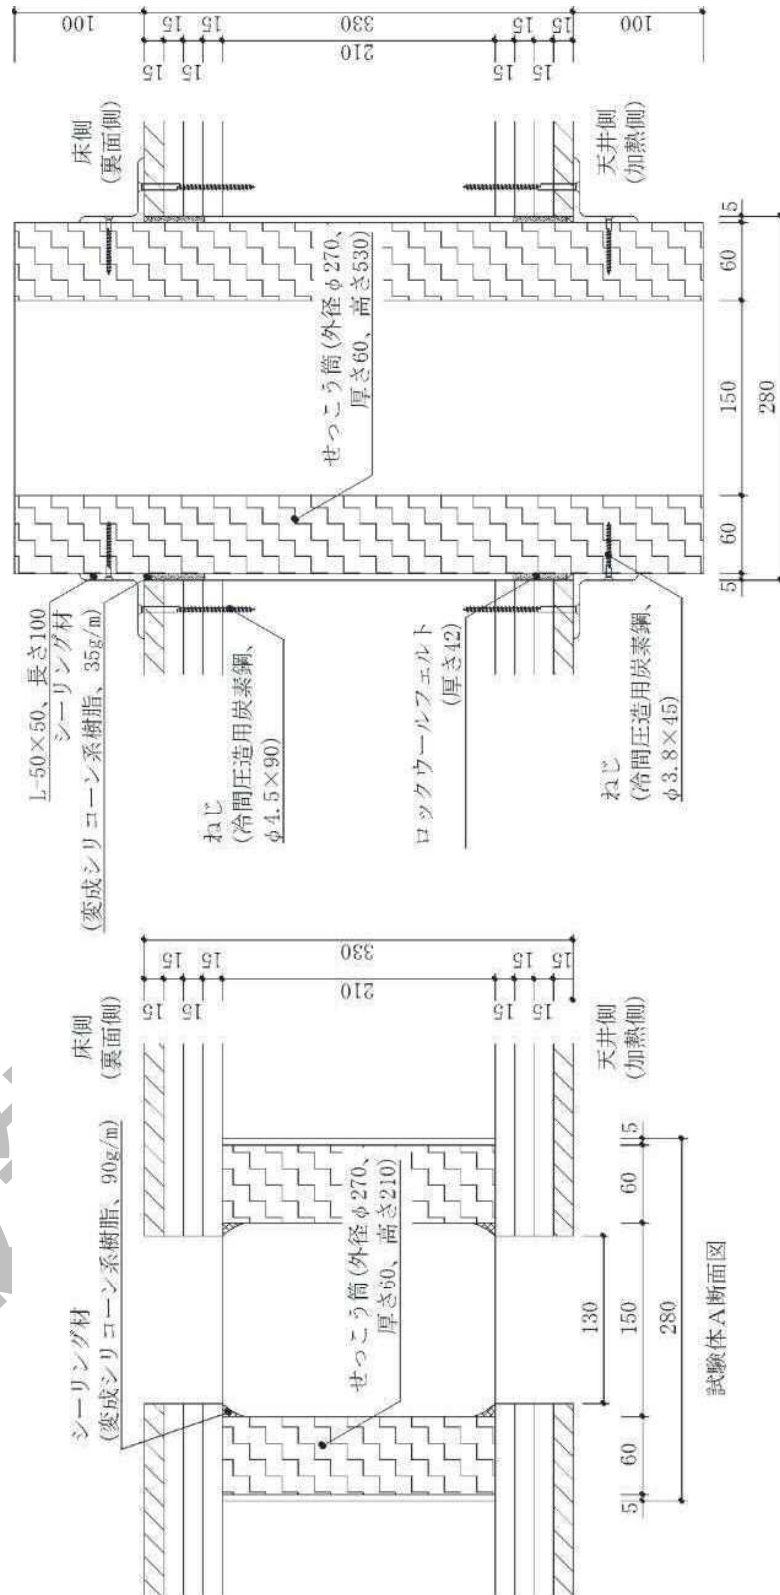 シーリング材
(変成シリコーン系樹脂、90g/m)
床側
(裏面側)
15
15
15
210
330
15
15
15
せっこう筒(外径φ270、
厚さ60、高さ210)
天井側
(加熱側)
130
5
60
150
60
5
280
試験体A断面図
L-50×50、長さ100
シーリング材
(変成シリコーン系樹脂、35g/m)
ねじ
(冷間圧造用炭素鋼、
φ4.5×90)
ロックウールフェルト
(厚さ42)
ねじ
(冷間圧造用炭素鋼、
φ3.8×45)
せっこう筒(外径φ270、
厚さ60、高さ530)
床側
(裏面側)
天井側
(加熱側)
100
15
15
15
210
330
15
15
15
100
5
60
150
60
5
280